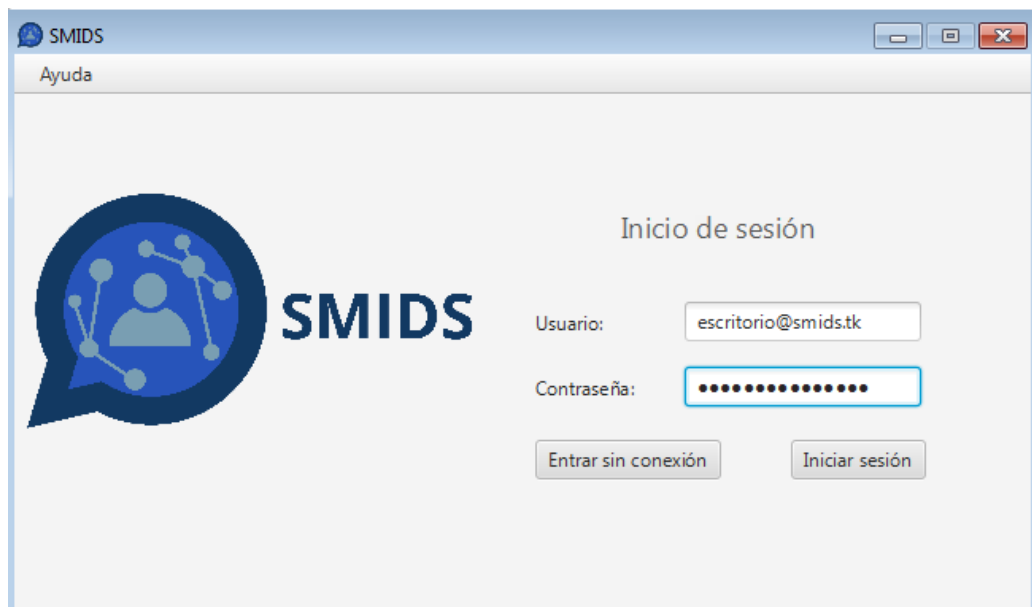 SMIDS
Ayuda
SMIDS
Inicio de sesión
Usuario: escritorio@smids.tk
Contraseña: •••••••••••••••
Entrar sin conexión Iniciar sesión